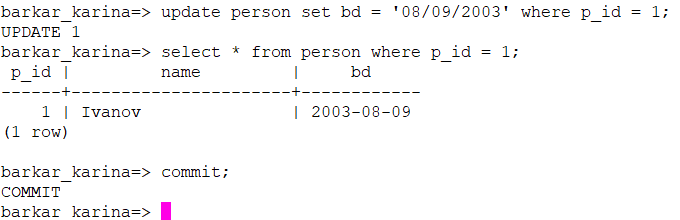 barkar_karina=> update person set bd = '08/09/2003' where p_id = 1;
UPDATE 1
barkar_karina=> select * from person where p_id = 1;
 p_id |         name         |     bd
------+----------------------+------------
    1 | Ivanov               | 2003-08-09
(1 row)

barkar_karina=> commit;
COMMIT
barkar_karina=>